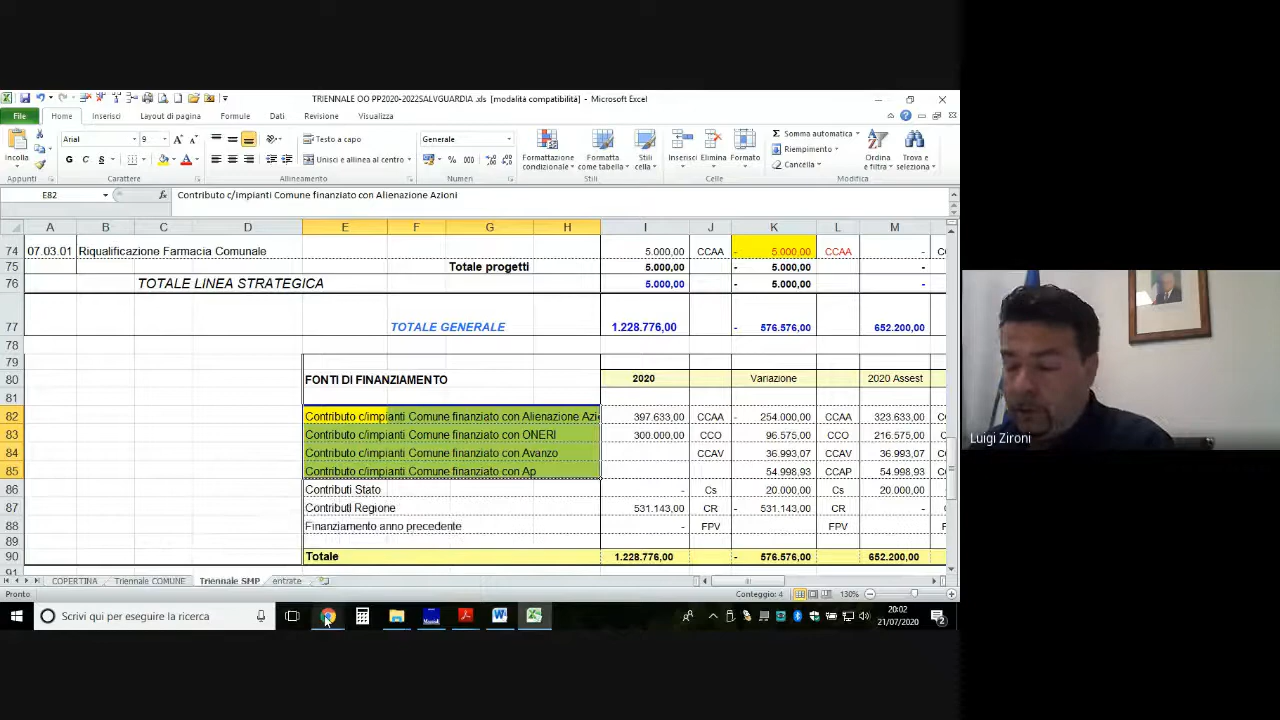 TRIENNALE OO PP2020-2022SALVGUARDIA .xls [modalità compatibilità] - Microsoft Excel
File Home Inserisci Layout di pagina Formule Dati Revisione Visualizza
Incolla
Arial 9
G C S
Testo a capo
Unisci e allinea al centro
Generale
% 000
Formattazione condizionale
Formatta come tabella
Stili cella
Inserisci Elimina Formato
Somma automatica
Riempimento
Cancella
Ordina e filtra
Trova e seleziona
Appunti Carattere Allineamento Numeri Stili Celle Modifica
E82 fx Contributo c/impianti Comune finanziato con Alienazione Azioni
A B C D E F G H I J K L M
74 07.03.01 Riqualificazione Farmacia Comunale 5.000,00 CCAA - 5.000,00 CCAA -
75 Totale progetti 5.000,00 - 5.000,00 -
76 TOTALE LINEA STRATEGICA 5.000,00 - 5.000,00 -
77 TOTALE GENERALE 1.228.776,00 - 576.576,00 652.200,00
78
79
80 FONTI DI FINANZIAMENTO 2020 Variazione 2020 Assest
81
82 Contributo c/impianti Comune finanziato con Alienazione Azi 397.633,00 CCAA - 254.000,00 CCAA 323.633,00
83 Contributo c/impianti Comune finanziato con ONERI 300.000,00 CCO - 96.575,00 CCO 216.575,00
84 Contributo c/impianti Comune finanziato con Avanzo CCAV 36.993,07 CCAV 36.993,07
85 Contributo c/impianti Comune finanziato con Ap 54.998,93 CCAP 54.998,93
86 Contributi Stato - Cs 20.000,00 Cs 20.000,00
87 Contributi Regione 531.143,00 CR - 531.143,00 CR -
88 Finanziamento anno precedente - FPV FPV
89
90 Totale 1.228.776,00 - 576.576,00 652.200,00
91
COPERTINA Triennale COMUNE Triennale SMP entrate
Pronto Conteggio: 4 130%
Scrivi qui per eseguire la ricerca
20:02
21/07/2020
2
Luigi Zironi